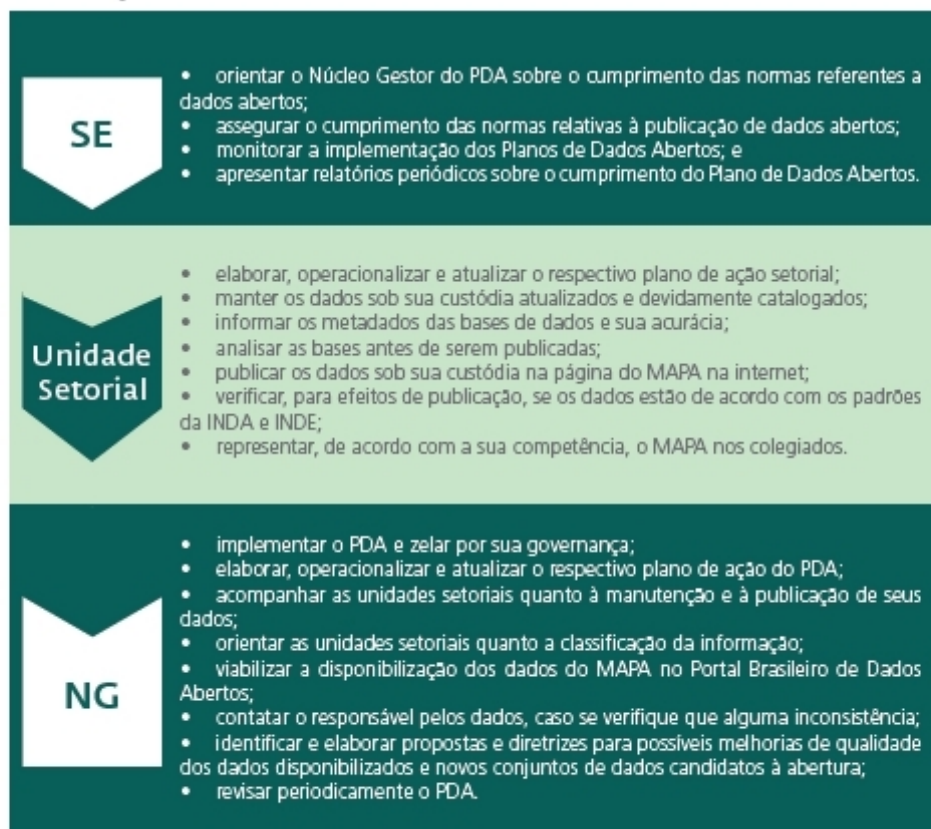 SE
• orientar o Núcleo Gestor do PDA sobre o cumprimento das normas referentes a
dados abertos;
• assegurar o cumprimento das normas relativas à publicação de dados abertos;
• monitorar a implementação dos Planos de Dados Abertos; e
• apresentar relatórios periódicos sobre o cumprimento do Plano de Dados Abertos.
Unidade
Setorial
• elaborar, operacionalizar e atualizar o respectivo plano de ação setorial;
• manter os dados sob sua custódia atualizados e devidamente catalogados;
• informar os metadados das bases de dados e sua acurácia;
• analisar as bases antes de serem publicadas;
• publicar os dados sob sua custódia na página do MAPA na internet;
• verificar, para efeitos de publicação, se os dados estão de acordo com os padrões
da INDA e INDE;
• representar, de acordo com a sua competência, o MAPA nos colegiados.
NG
• implementar o PDA e zelar por sua governança;
• elaborar, operacionalizar e atualizar o respectivo plano de ação do PDA;
• acompanhar as unidades setoriais quanto à manutenção e à publicação de seus
dados;
• orientar as unidades setoriais quanto a classificação da informação;
• viabilizar a disponibilização dos dados do MAPA no Portal Brasileiro de Dados
Abertos;
• contatar o responsável pelos dados, caso se verifique que alguma inconsistência;
• identificar e elaborar propostas e diretrizes para possíveis melhorias de qualidade
dos dados disponibilizados e novos conjuntos de dados candidatos à abertura;
• revisar periodicamente o PDA.